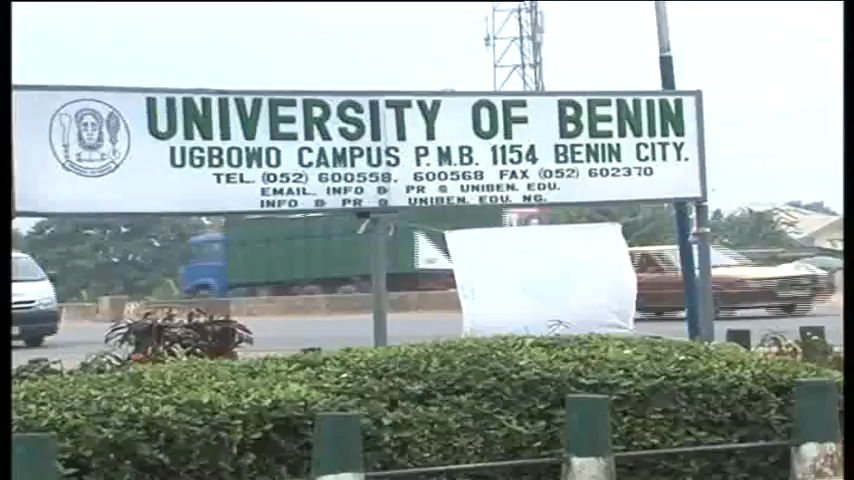 UNIVERSITY OF BENIN
UGBOWO CAMPUS P.M.B. 1154 BENIN CITY.
TEL. (052) 600558, 600568 FAX (052) 602370
EMAIL. INFO & PR @ UNIBEN. EDU.
INFO & PR @ UNIBEN. EDU. NG.